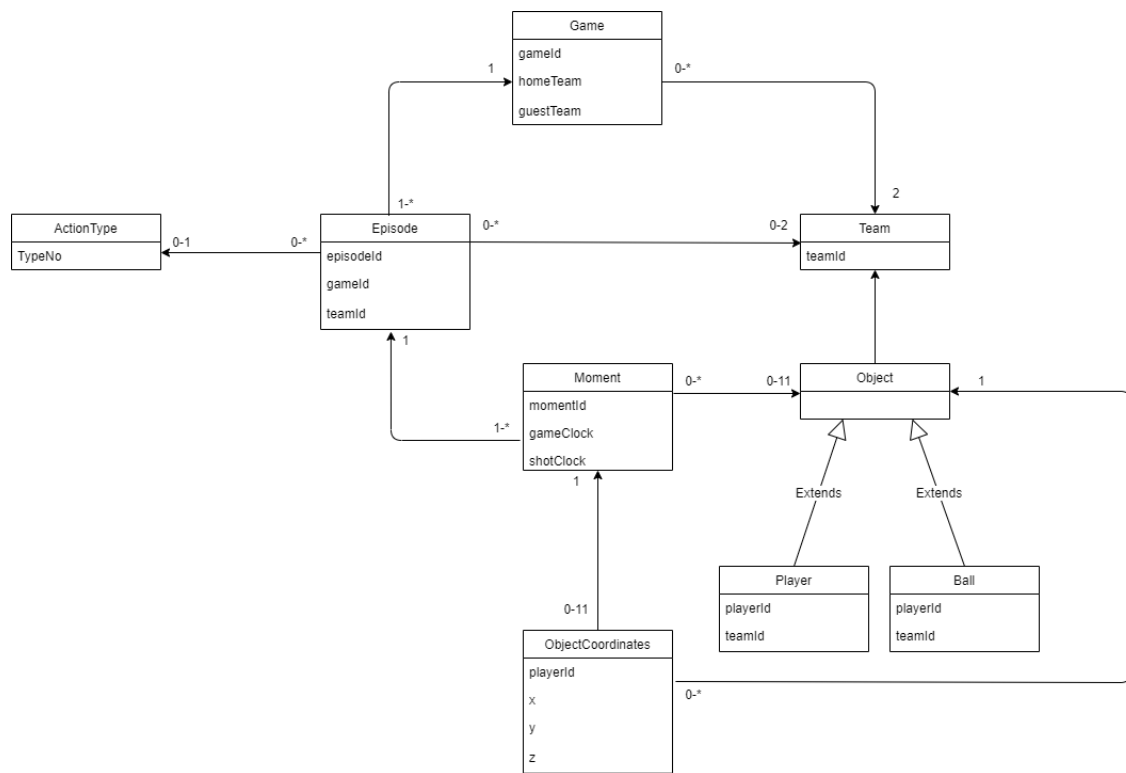 Game
gameId
homeTeam
guestTeam
1
0-*
1-*
2
ActionType
TypeNo
0-1
0-*
Episode
episodeId
gameId
teamId
0-*
0-2
Team
teamId
1
1-*
Moment
momentId
gameClock
shotClock
0-*
0-11
Object
1
1
Extends
Extends
Player
playerId
teamId
Ball
playerId
teamId
0-11
ObjectCoordinates
playerId
x
y
z
0-*